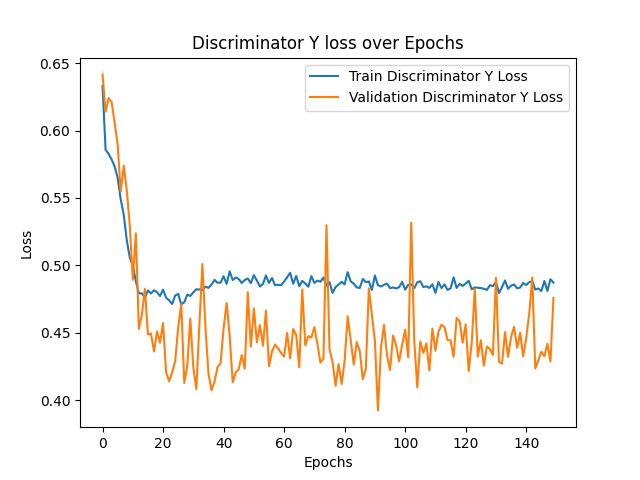 Discriminator Y loss over Epochs
Train Discriminator Y Loss
Validation Discriminator Y Loss
0.65
0.60
0.55
0.50
0.45
0.40
Loss
0 20 40 60 80 100 120 140
Epochs